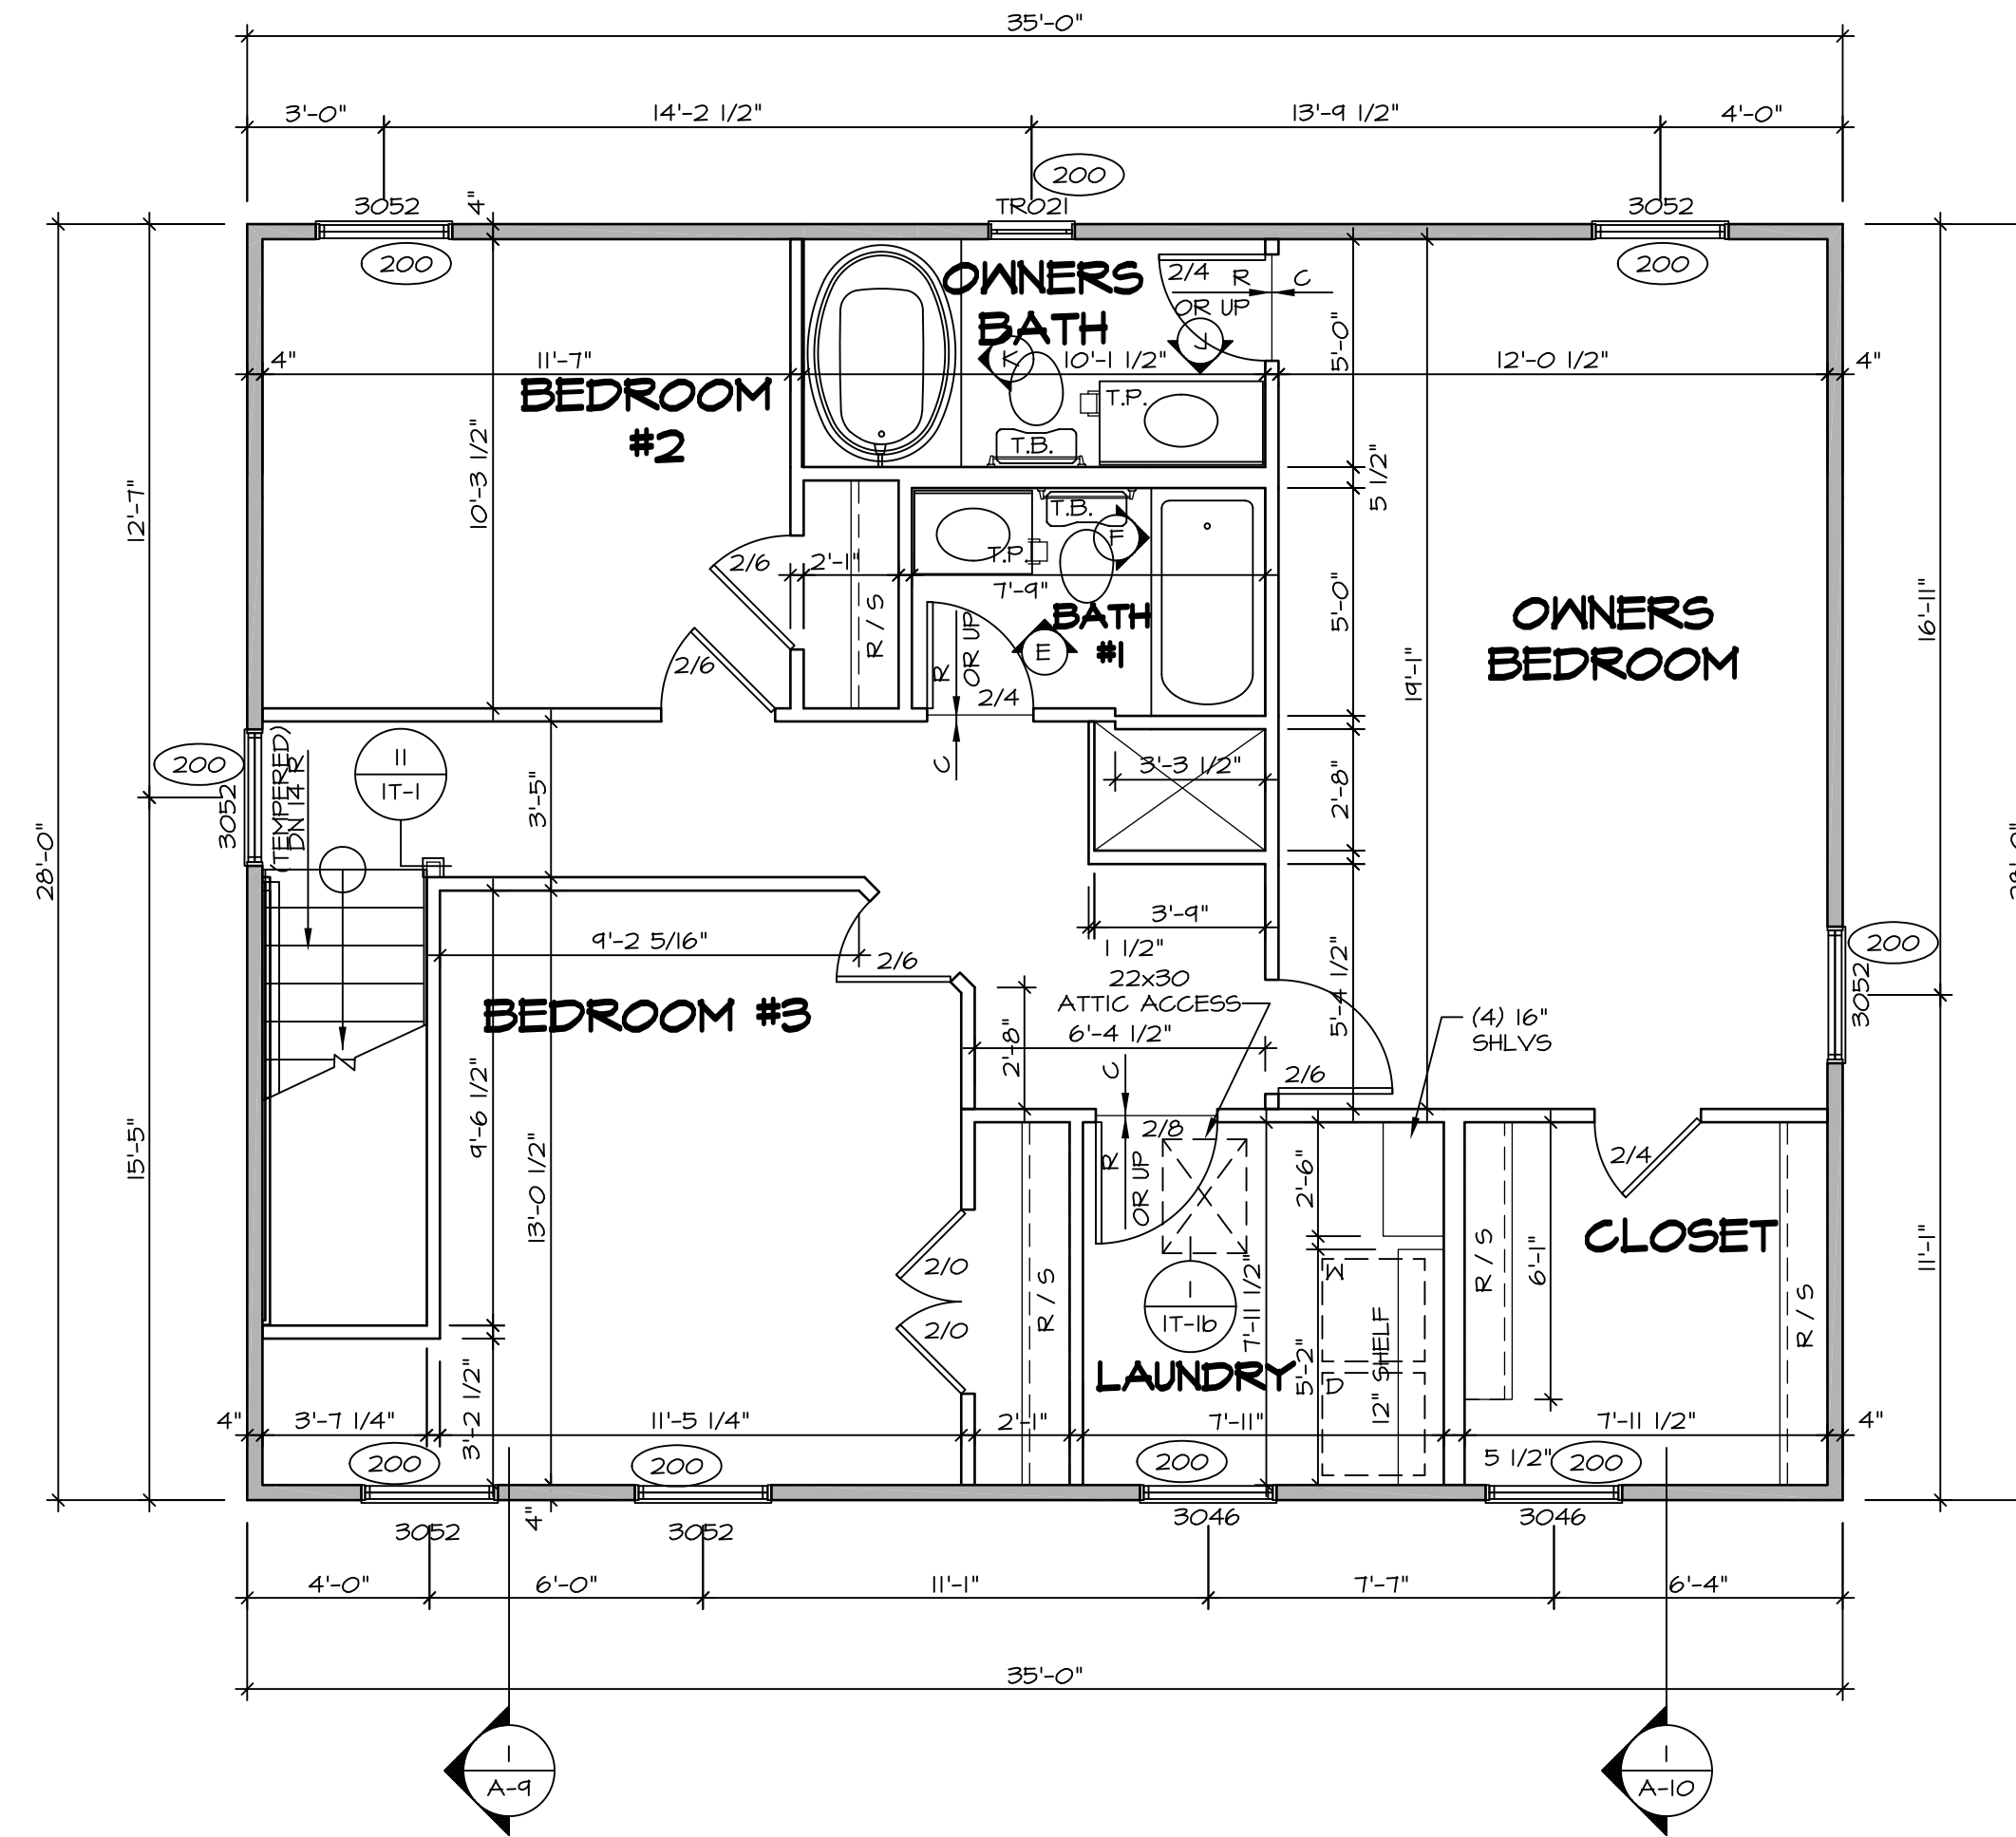 35'-0"
3'-0"
14'-2 1/2"
13'-9 1/2"
4'-0"
200
3052
4"
TR021
3052
200
200
OWNERS
BATH
2/4
R
C
OR UP
J
K
4"
11'-7"
10'-1 1/2"
5'-0"
12'-0 1/2"
4"
BEDROOM
#2
T.P.
T.B.
10'-3 1/2"
5 1/2"
12'-7"
T.B.
F
T.P.
2/6
2'-1"
7'-9"
R / S
BATH
#1
5'-0"
OWNERS
BEDROOM
16'-11"
R
OR UP
E
2/6
2/4
19'-1"
C
200
3052
(TEMPERED)
DN 14 R
11
IT-1
3'-5"
3'-3 1/2"
2'-8"
28'-0"
3'-9"
1 1/2"
9'-2 5/16"
2/6
200
3052
22x30
ATTIC ACCESS
5'-4 1/2"
BEDROOM #3
(4) 16"
SHLVS
6'-4 1/2"
2'-8"
C
2/6
9'-6 1/2"
15'-5"
13'-0 1/2"
2/8
R
OR UP
2'-6"
2/4
CLOSET
11'-1"
R / S
6'-1"
2/0
2/0
R / S
W
1
IT-16
7'-11 1/2"
R / S
LAUNDRY
5'-2"
D
12" SHELF
4"
3'-7 1/4"
3'-2 1/2"
11'-5 1/4"
2'-1"
7'-11"
7'-11 1/2"
4"
5 1/2"
200
200
200
200
4"
3052
3052
3046
3046
4'-0"
6'-0"
11'-1"
7'-7"
6'-4"
35'-0"
1
A-9
1
A-10